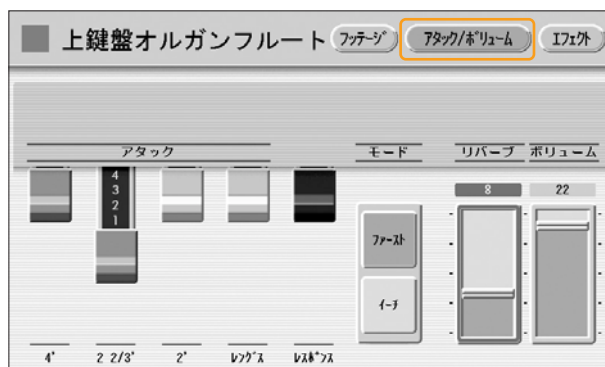 上鍵盤オルガンフルート
フッテージ
アタック/ボリューム
エフェクト
アタック
モード
リバーブ
ボリューム
4
3
2
1
8
22
ファースト
イーチ
4'
2 2/3'
2'
レングス
レスポンス